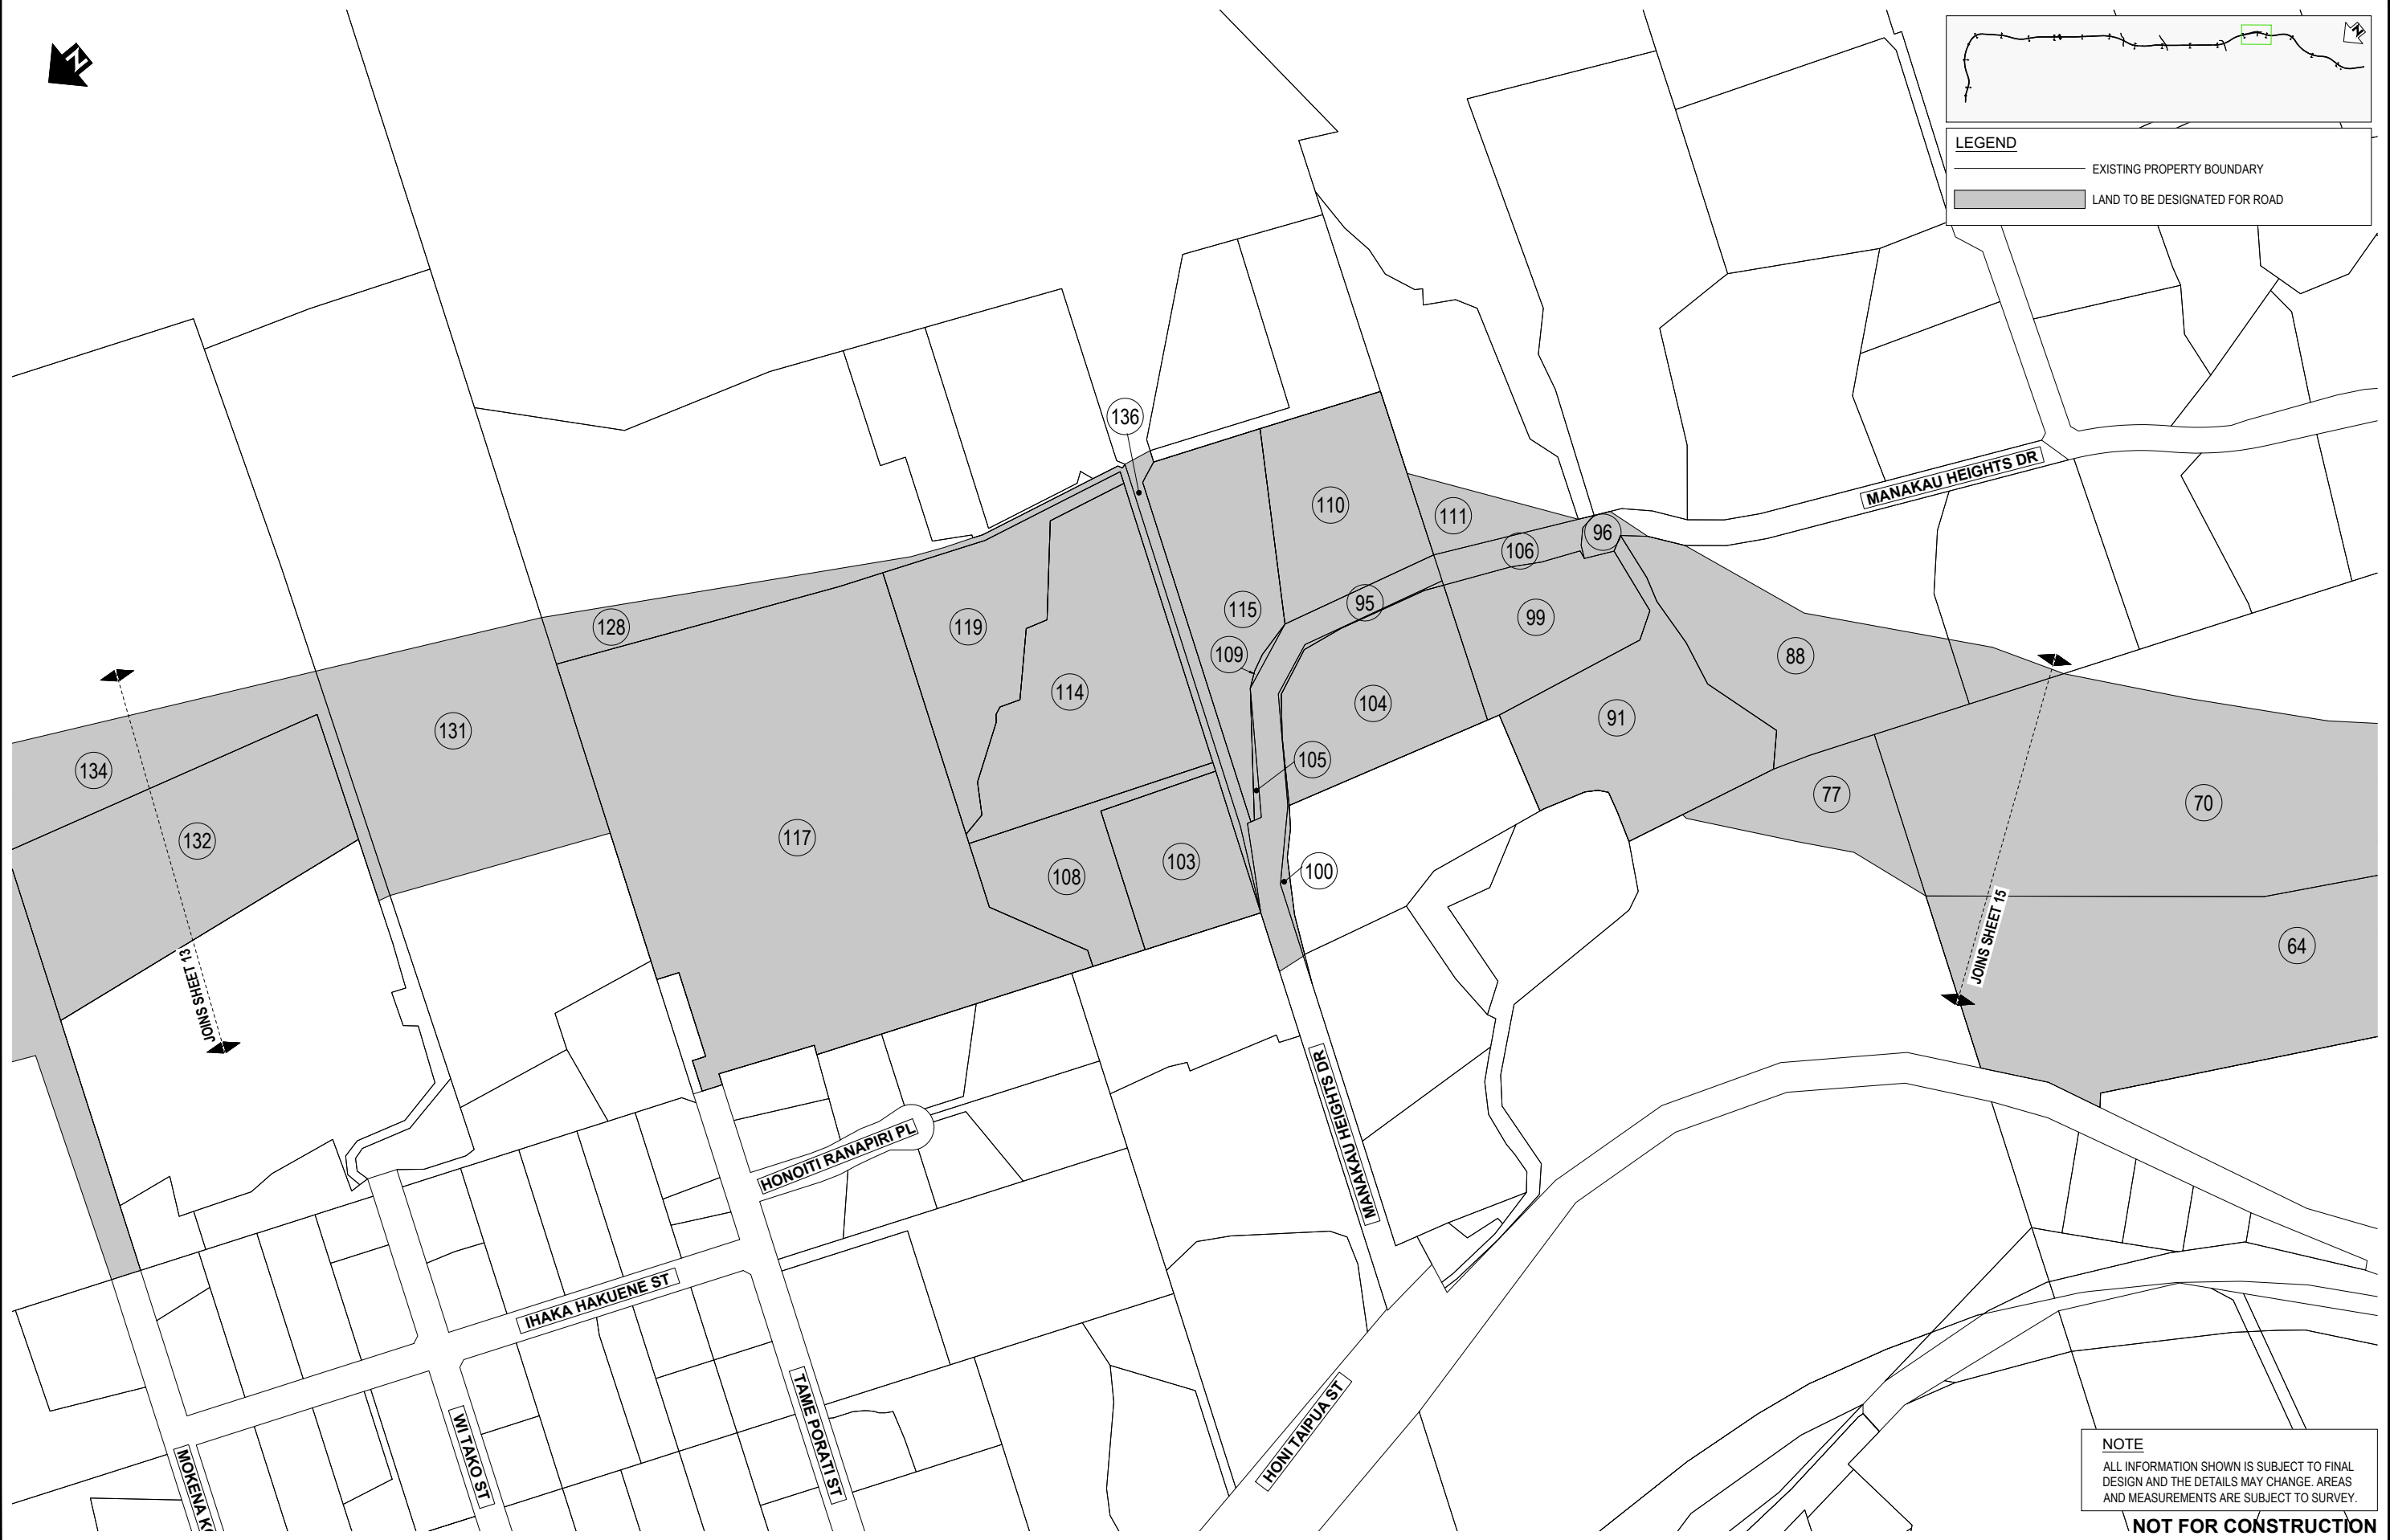 N
N
LEGEND
EXISTING PROPERTY BOUNDARY
LAND TO BE DESIGNATED FOR ROAD
136
MANAKAU HEIGHTS DR
110
111
96
106
128
119
115
95
99
109
88
114
104
91
131
134
105
77
70
132
117
108
103
100
64
JOINS SHEET 13
JOINS SHEET 15
MANAKAU HEIGHTS DR
HONOITI RANAPIRI PL
IHAKA HAKUENE ST
TAME PORATI ST
WI TAKO ST
HONI TAIPUA ST
MOKENA
NOTE
ALL INFORMATION SHOWN IS SUBJECT TO FINAL
DESIGN AND THE DETAILS MAY CHANGE. AREAS
AND MEASUREMENTS ARE SUBJECT TO SURVEY.
NOT FOR CONSTRUCTION